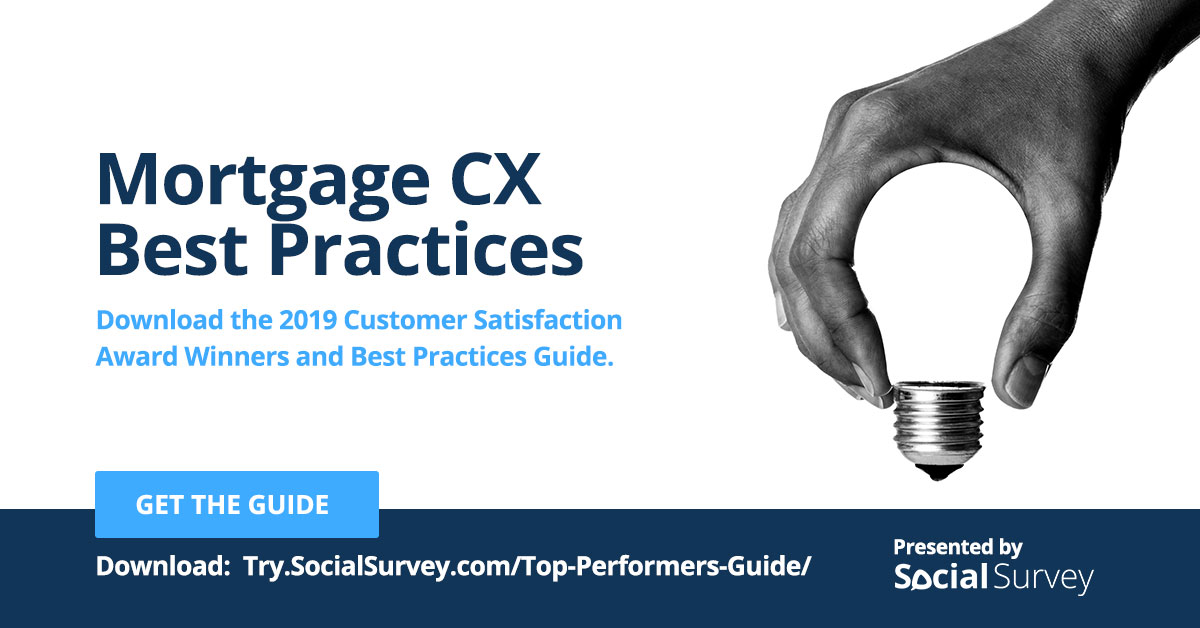 Mortgage CX
Best Practices
Download the 2019 Customer Satisfaction
Award Winners and Best Practices Guide.
GET THE GUIDE
Download: Try.SocialSurvey.com/Top-Performers-Guide/
Presented by
SocialSurvey